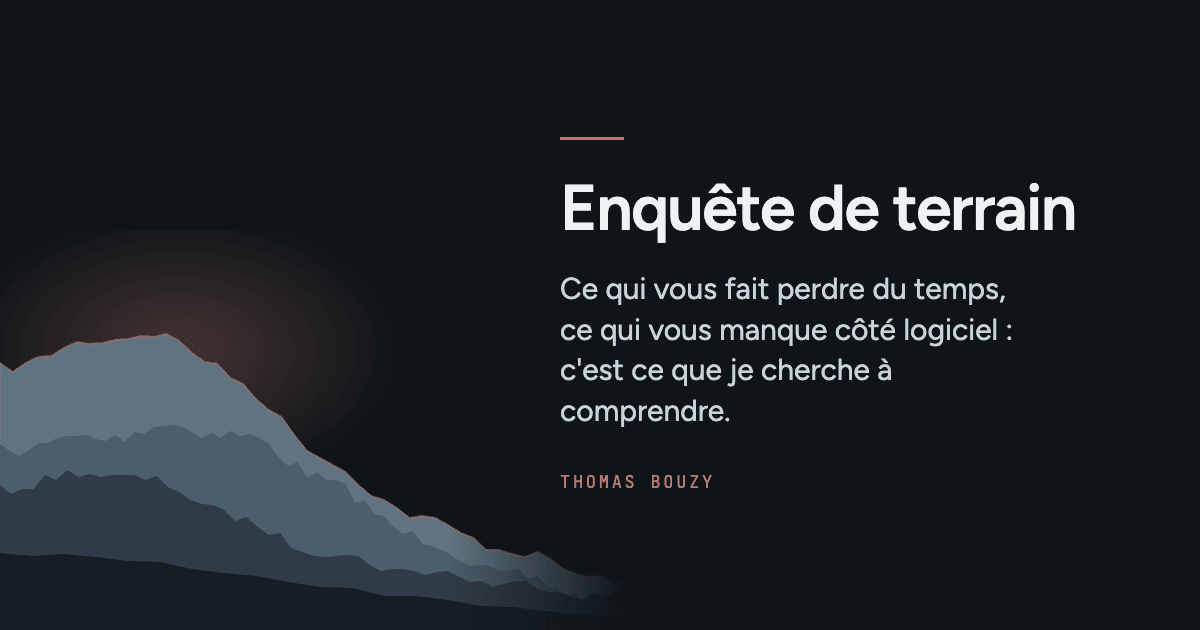 Enquête de terrain
Ce qui vous fait perdre du temps,
ce qui vous manque côté logiciel :
c'est ce que je cherche à
comprendre.
THOMAS BOUZY